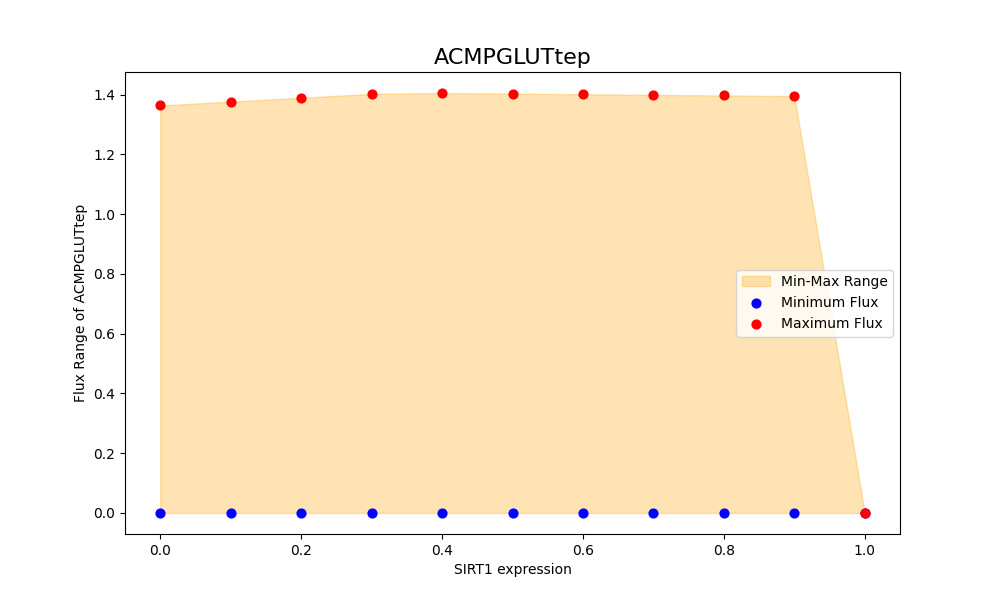 ACMPGLUTtep
Flux Range of ACMPGLUTtep
1.4
1.2
1.0
0.8
0.6
0.4
0.2
0.0
Min-Max Range
Minimum Flux
Maximum Flux
0.0 0.2 0.4 0.6 0.8 1.0
SIRT1 expression